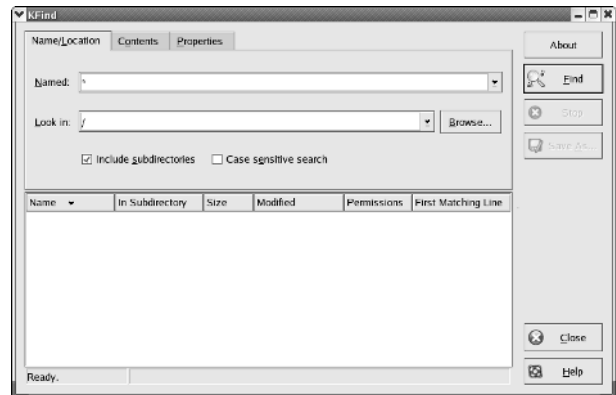 KFind
Name/Location Contents Properties
About
Named: *
Find
Look in: /
Browse...
Stop
Include subdirectories Case sensitive search
Save As...
Name In Subdirectory Size Modified Permissions First Matching Line
Close
Ready.
Help